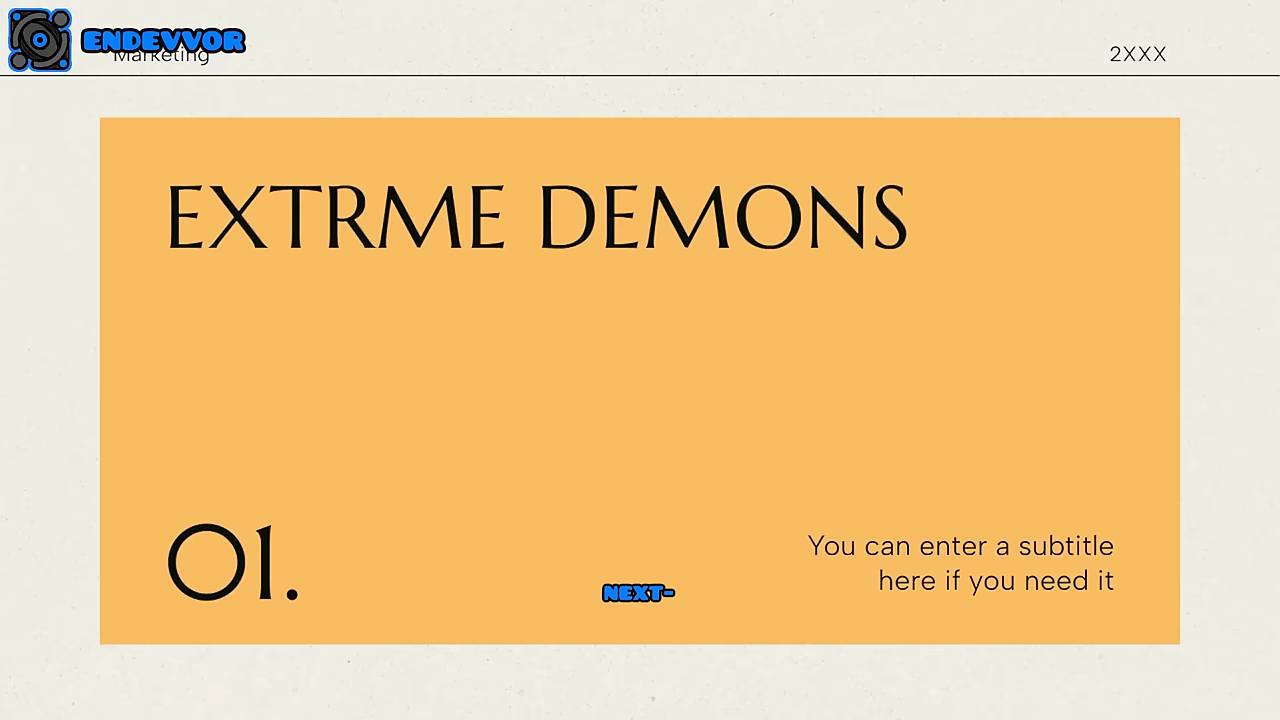 ENDEVVOR
Marketing
2XXX
EXTRME DEMONS
01.
You can enter a subtitle
here if you need it
NEXT-